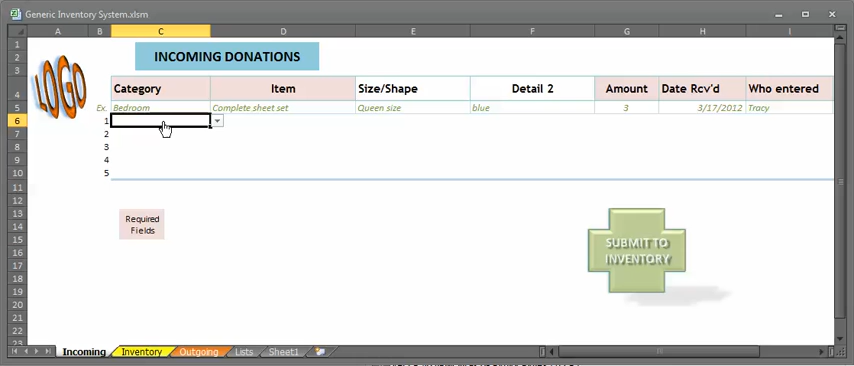 Generic Inventory System.xlsm
A B C D E F G H I
1
2 INCOMING DONATIONS
3
LOGO
4 Category Item Size/Shape Detail 2 Amount Date Rcv'd Who entered
5 Ex. Bedroom Complete sheet set Queen size blue 3 3/17/2012 Tracy
6 1
7 2
8 3
9 4
10 5
11
12
13 Required
14 Fields
15
16
17
18
19
20
21
22
23
SUBMIT TO
INVENTORY
Incoming Inventory Outgoing Lists Sheet1